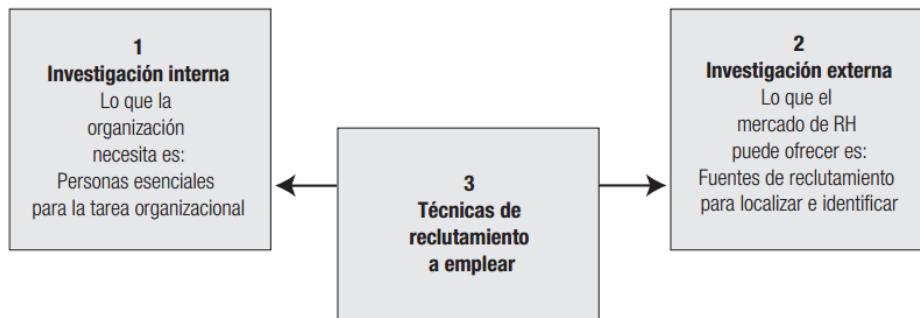 1
Investigación interna
Lo que la
organización
necesita es:
Personas esenciales
para la tarea organizacional
2
Investigación externa
Lo que el
mercado de RH
puede ofrecer es:
Fuentes de reclutamiento
para localizar e identificar
3
Técnicas de
reclutamiento
a emplear